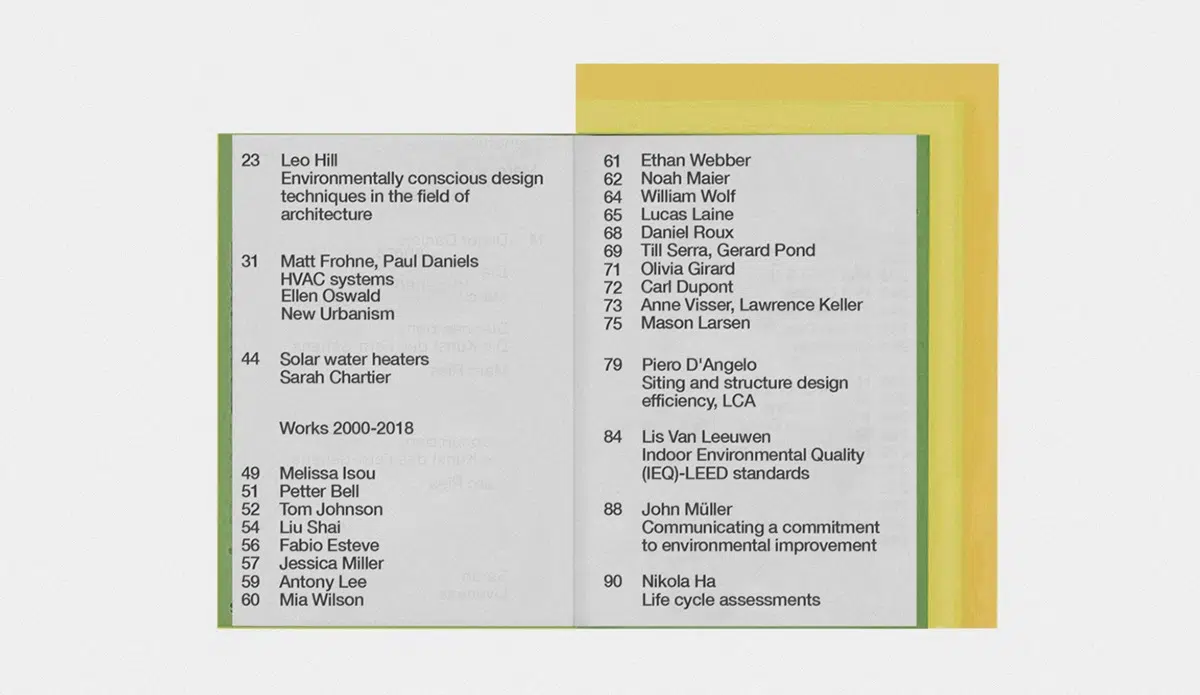 23 Leo Hill
Environmentally conscious design
techniques in the field of
architecture
31 Matt Frohne, Paul Daniels
HVAC systems
Ellen Oswald
New Urbanism
44 Solar water heaters
Sarah Chartier
Works 2000-2018
49 Melissa Isou
51 Petter Bell
52 Tom Johnson
54 Liu Shai
56 Fabio Esteve
57 Jessica Miller
59 Antony Lee
60 Mia Wilson
61 Ethan Webber
62 Noah Maier
64 William Wolf
65 Lucas Laine
68 Daniel Roux
69 Till Serra, Gerard Pond
71 Olivia Girard
72 Carl Dupont
73 Anne Visser, Lawrence Keller
75 Mason Larsen
79 Piero D'Angelo
Siting and structure design
efficiency, LCA
84 Lis Van Leeuwen
Indoor Environmental Quality
(IEQ)-LEED standards
88 John Müller
Communicating a commitment
to environmental improvement
90 Nikola Ha
Life cycle assessments